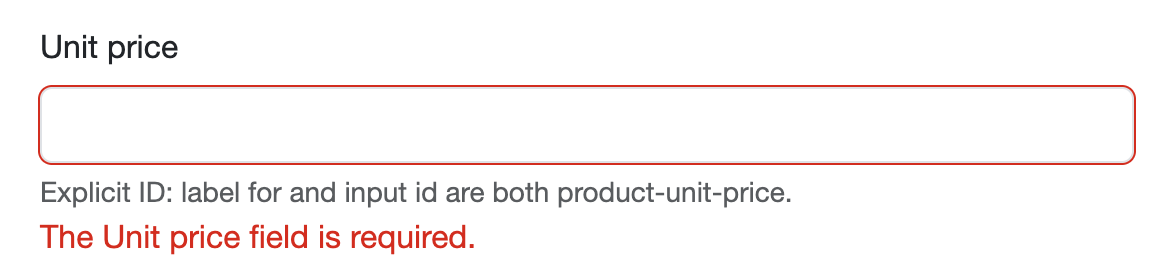 Unit price
Explicit ID: label for and input id are both product-unit-price.
The Unit price field is required.